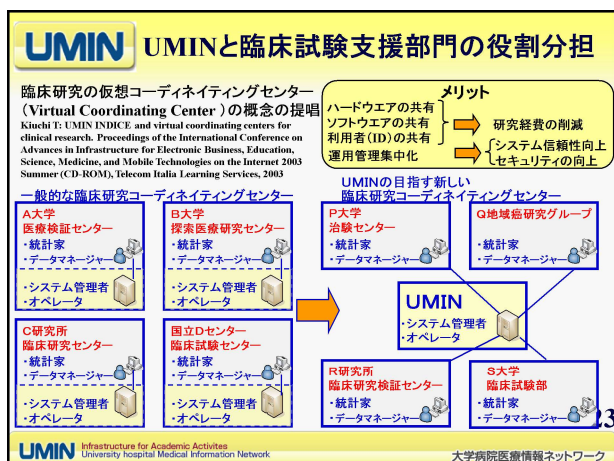 UMIN
UMINと臨床試験支援部門の役割分担
臨床研究の仮想コーディネイティングセンター
（Virtual Coordinating Center ）の概念の提唱
Kiuchi T: UMIN INDICE and virtual coordinating centers for
clinical research. Proceedings of the International Conference on
Advances in Infrastructure for Electronic Business, Education,
Science, Medicine, and Mobile Technologies on the Internet 2003
Summer (CD-ROM), Telecom Italia Learning Services, 2003
メリット
ハードウエアの共有
ソフトウエアの共有
利用者（ID）の共有
研究経費の削減
運用管理集中化
システム信頼性向上
セキュリティの向上
一般的な臨床研究コーディネイティングセンター
A大学
医療検証センター
・統計家
・データマネージャー
・システム管理者
・オペレータ
B大学
探索医療研究センター
・統計家
・データマネージャー
・システム管理者
・オペレータ
C研究所
臨床研究センター
・統計家
・データマネージャー
・システム管理者
・オペレータ
国立Dセンター
臨床試験センター
・統計家
・データマネージャー
・システム管理者
・オペレータ
UMINの目指す新しい
臨床研究コーディネイティングセンター
P大学
治験センター
・統計家
・データマネージャー
Q地域癌研究グループ
・統計家
・データマネージャー
UMIN
・システム管理者
・オペレータ
R研究所
臨床研究検証センター
・統計家
・データマネージャー
S大学
臨床試験部
・統計家
・データマネージャー
23
UMIN
Infrastructure for Academic Activites
University hospital Medical Information Network
大学病院医療情報ネットワーク